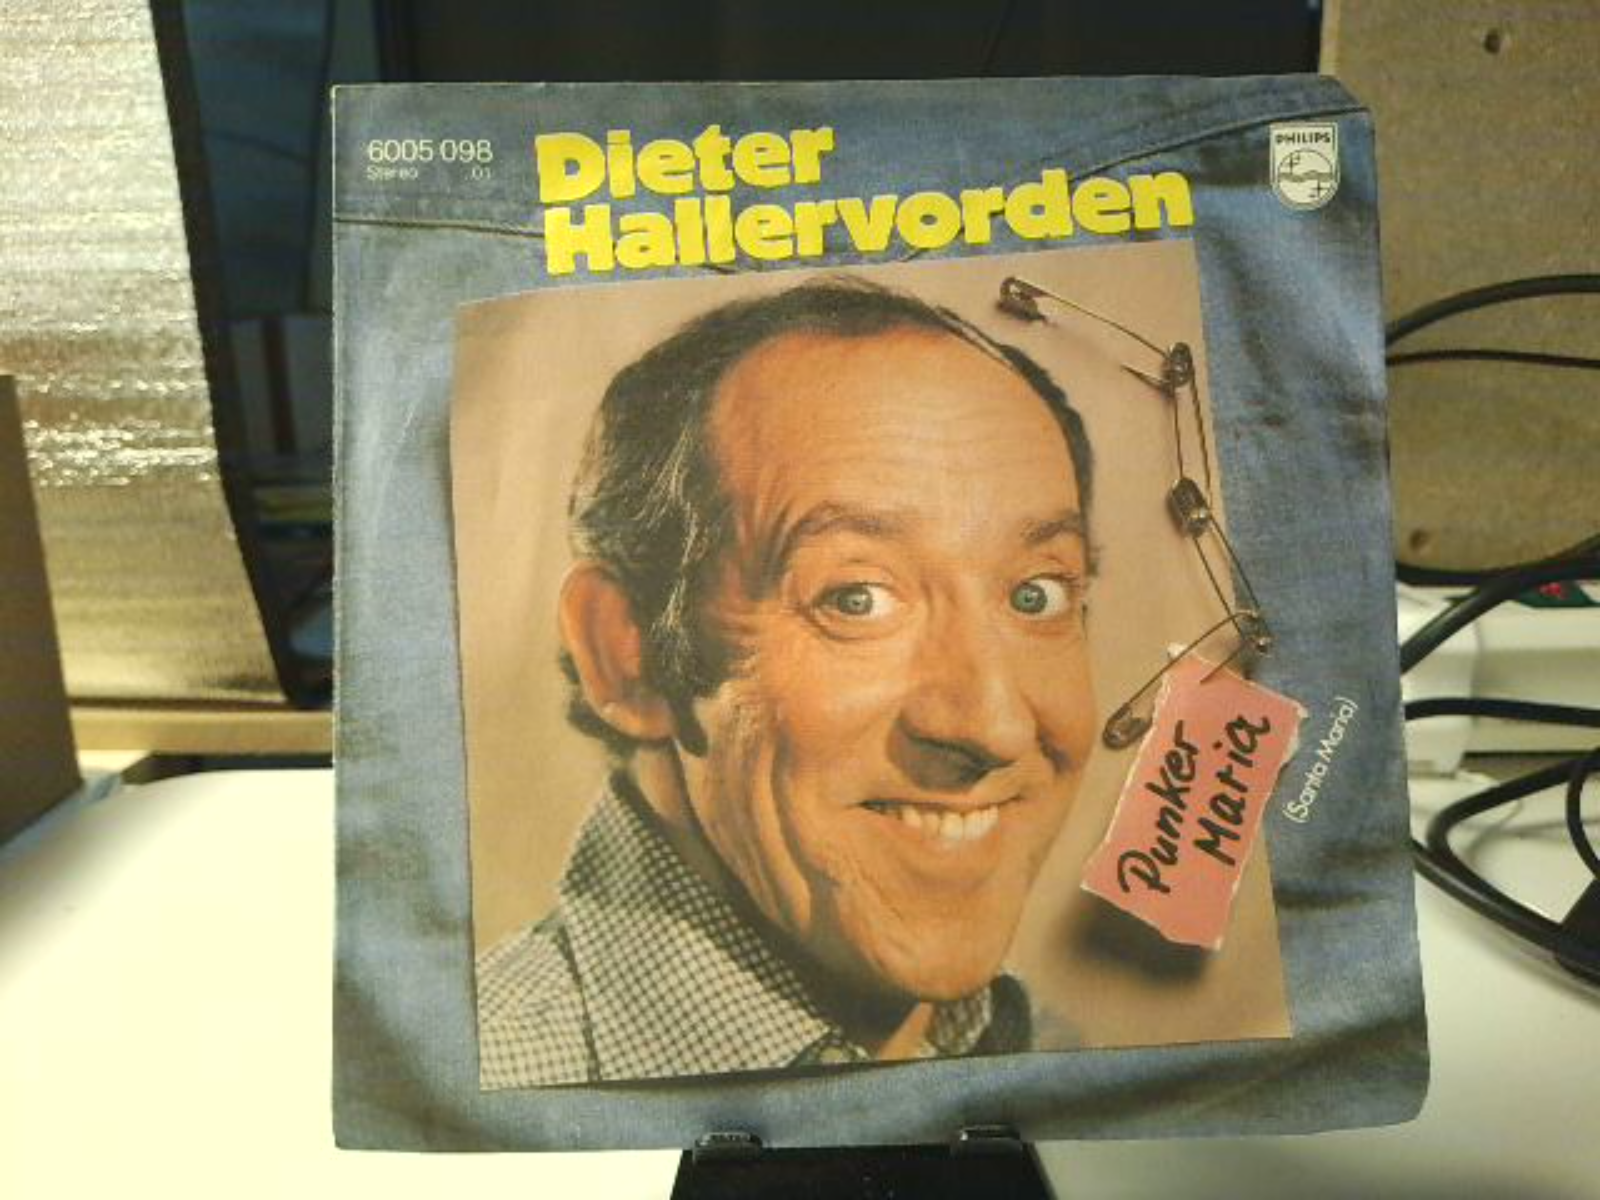 6005 098
Stereo .01
Dieter
Hallervorden
PHILIPS
Punker
Maria
(Santa Maria)